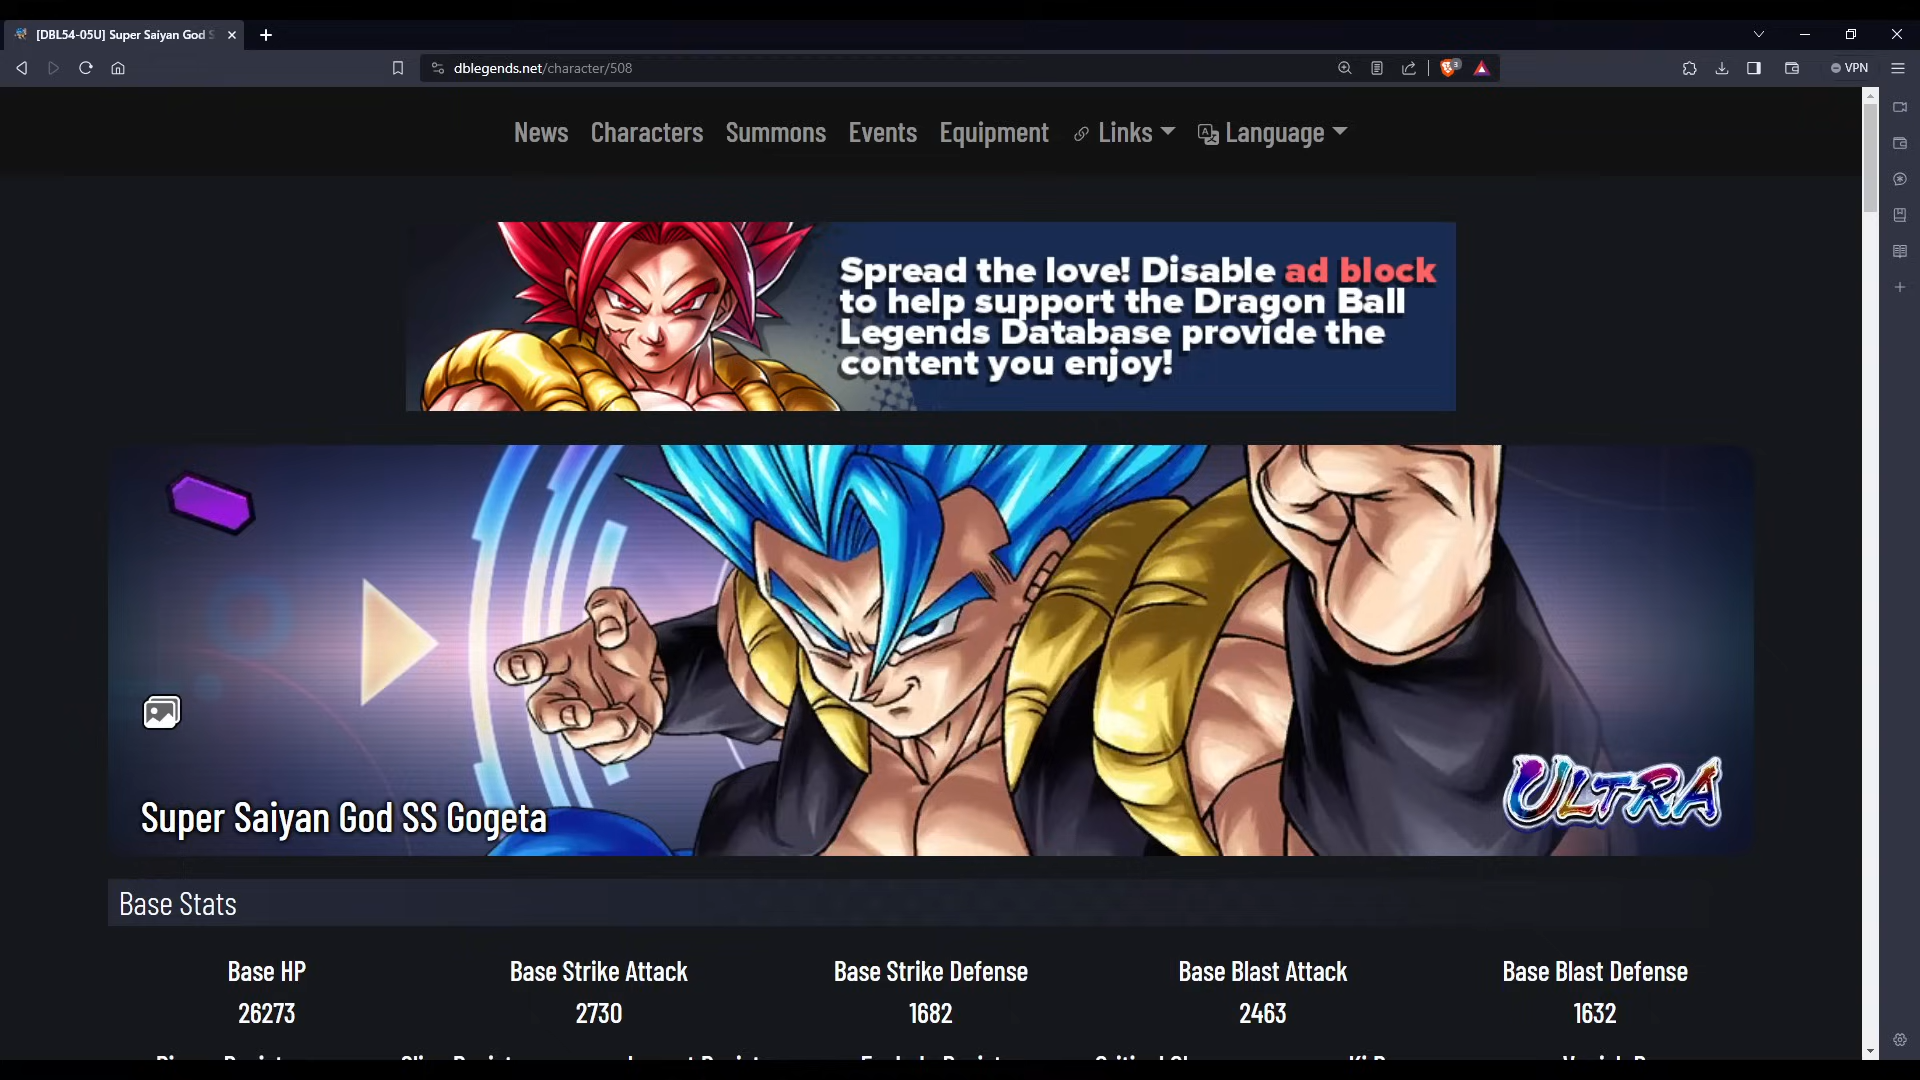 [DBL54-05U] Super Saiyan God S
dblegends.net/character/508
3
VPN
News Characters Summons Events Equipment Links Language
Spread the love! Disable ad block
to help support the Dragon Ball
Legends Database provide the
content you enjoy!
ULTRA
Super Saiyan God SS Gogeta
Base Stats
Base HP Base Strike Attack Base Strike Defense Base Blast Attack Base Blast Defense
26273 2730 1682 2463 1632